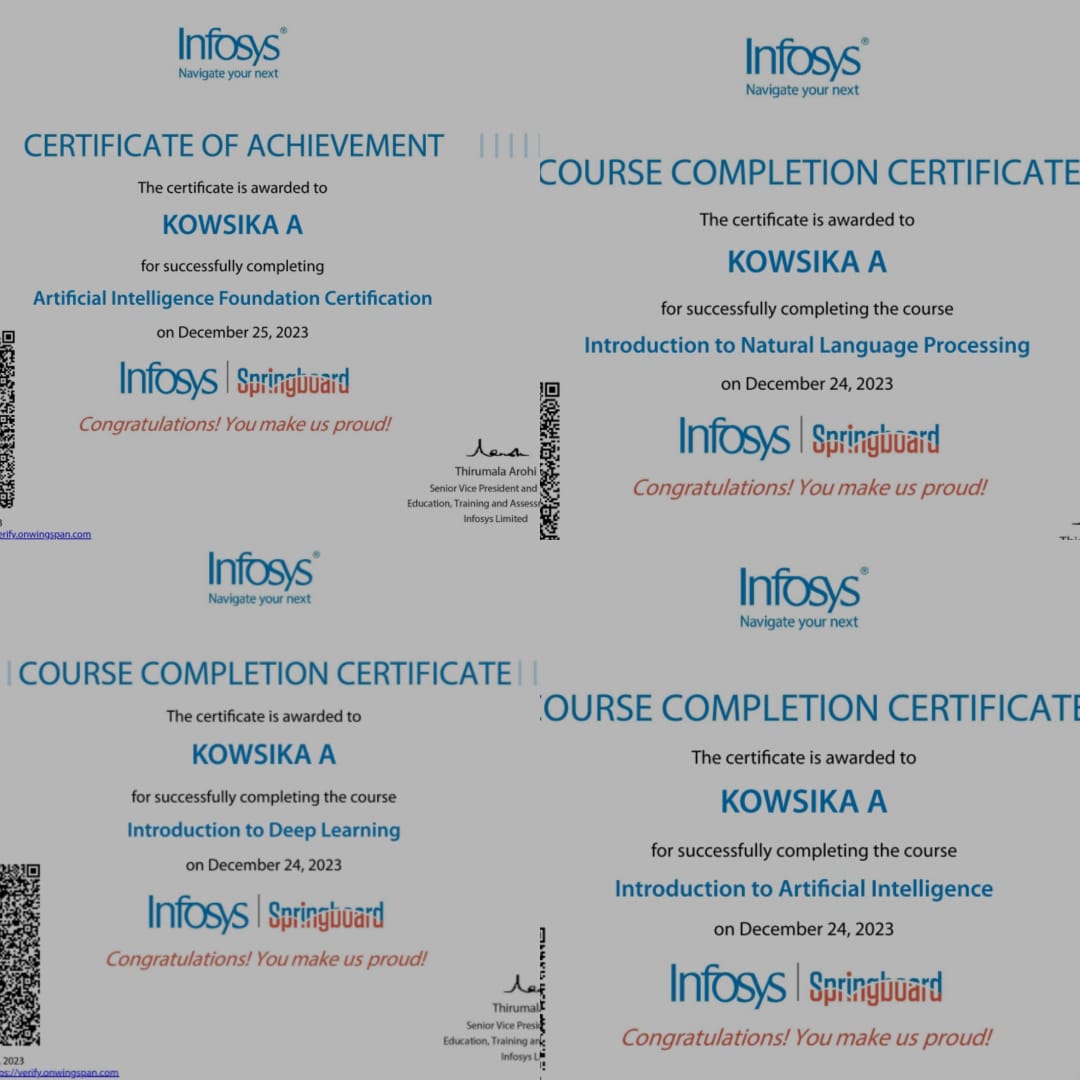 Infosys®
Navigate your next
CERTIFICATE OF ACHIEVEMENT
The certificate is awarded to
KOWSIKA A
for successfully completing
Artificial Intelligence Foundation Certification
on December 25, 2023
Infosys | Springboard
Congratulations! You make us proud!
Thirumala Arohi
Senior Vice President and
Education, Training and Assess
Infosys Limited
3
erify.onwingspan.com
Infosys®
Navigate your next
COURSE COMPLETION CERTIFICATE
The certificate is awarded to
KOWSIKA A
for successfully completing the course
Introduction to Natural Language Processing
on December 24, 2023
Infosys | Springboard
Congratulations! You make us proud!
Infosys®
Navigate your next
COURSE COMPLETION CERTIFICATE
The certificate is awarded to
KOWSIKA A
for successfully completing the course
Introduction to Deep Learning
on December 24, 2023
Infosys | Springboard
Congratulations! You make us proud!
Thirumal
Senior Vice Presi
Education, Training an
Infosys L
, 2023
ps://verify.onwingspan.com
Infosys®
Navigate your next
COURSE COMPLETION CERTIFICATE
The certificate is awarded to
KOWSIKA A
for successfully completing the course
Introduction to Artificial Intelligence
on December 24, 2023
Infosys | Springboard
Congratulations! You make us proud!